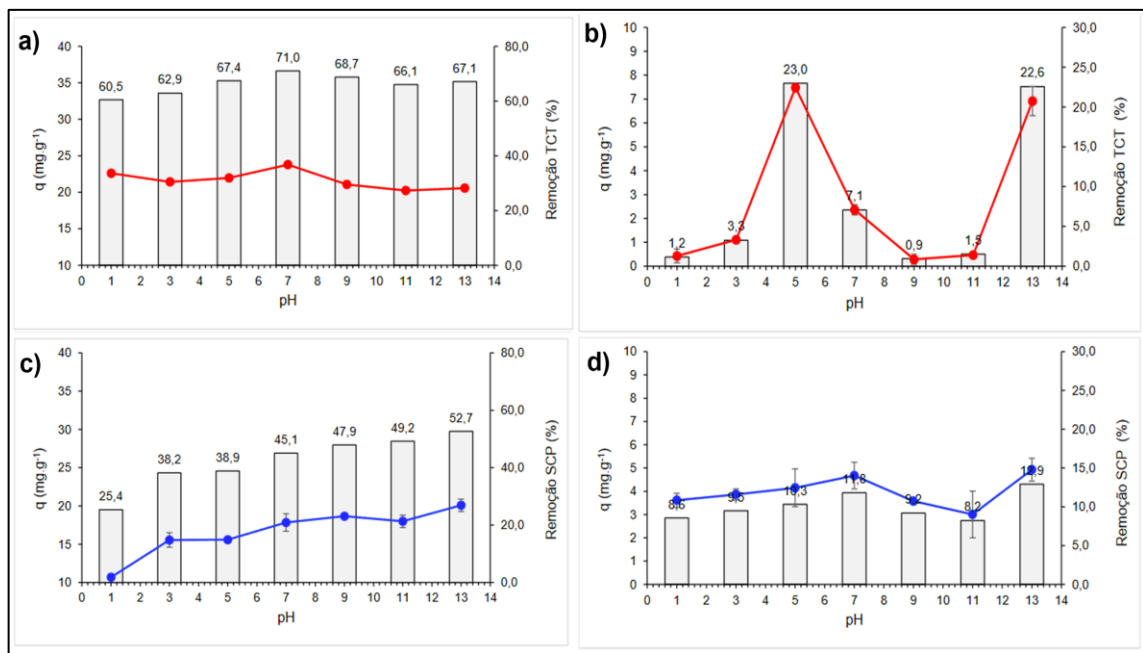 a)
q (mg.g-1)
40
35
30
25
20
15
10
60,5 62,9 67,4 71,0 68,7 66,1 67,1
80,0
60,0
40,0
20,0
0,0
Remoção TCT (%)
0 1 2 3 4 5 6 7 8 9 10 11 12 13 14
pH
b)
q (mg.g-1)
10
9
8
7
6
5
4
3
2
1
0
1,2 3,3 23,0 7,1 0,9 1,5 22,6
30,0
25,0
20,0
15,0
10,0
5,0
0,0
Remoção TCT (%)
0 1 2 3 4 5 6 7 8 9 10 11 12 13 14
pH
c)
q (mg.g-1)
40
35
30
25
20
15
10
25,4 38,2 38,9 45,1 47,9 49,2 52,7
80,0
60,0
40,0
20,0
0,0
Remoção SCP (%)
0 1 2 3 4 5 6 7 8 9 10 11 12 13 14
pH
d)
q (mg.g-1)
10
9
8
7
6
5
4
3
2
1
0
8,6 9,5 10,3 11,8 9,2 8,2 12,9
30,0
25,0
20,0
15,0
10,0
5,0
0,0
Remoção SCP (%)
0 1 2 3 4 5 6 7 8 9 10 11 12 13 14
pH